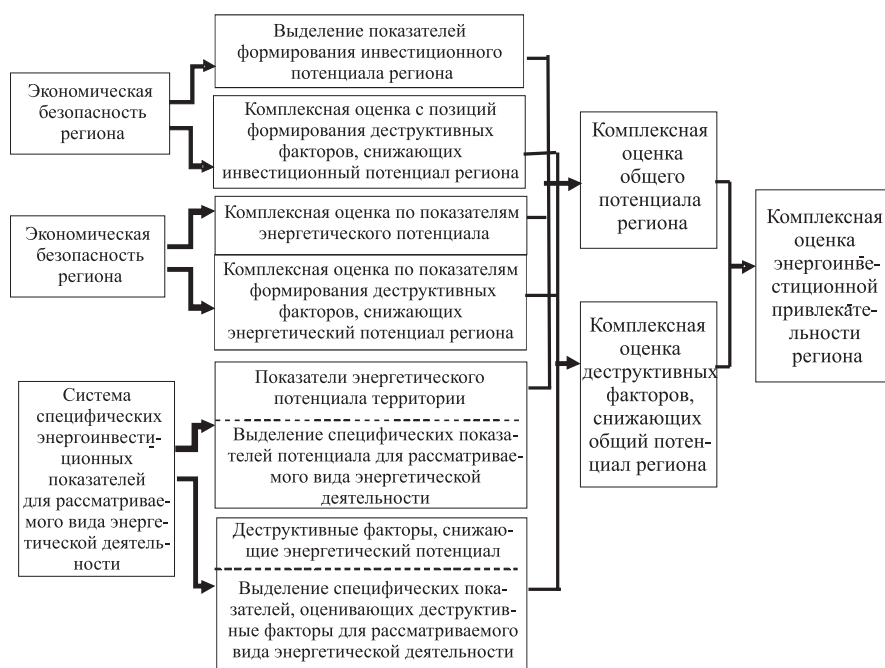 Экономическая
безопасность
региона
Экономическая
безопасность
региона
Система
специфических
энергоинвести-
ционных
показателей
для рассматривае-
мого вида энерге-
тической деятель-
ности
Выделение показателей
формирования инвестиционного
потенциала региона
Комплексная оценка с позиций
формирования деструктивных
факторов, снижающих
инвестиционный потенциал региона
Комплексная оценка по показателям
энергетического потенциала
Комплексная оценка по показателям
формирования деструктивных
факторов, снижающих
энергетический потенциал региона
Показатели энергетического
потенциала территории
Выделение специфических показа-
телей потенциала для рассматривае-
мого вида энергетической
деятельности
Деструктивные факторы, снижаю-
щие энергетический потенциал
Выделение специфических показа-
телей, оценивающих деструктив-
ные факторы для рассматриваемого
вида энергетической деятельности
Комплексная
оценка
общего
потенциала
региона
Комплексная
оценка
деструктивных
факторов,
снижающих
общий потен-
циал региона
Комплексная
оценка
энергоинве-
стиционной
привлекате-
льности
региона